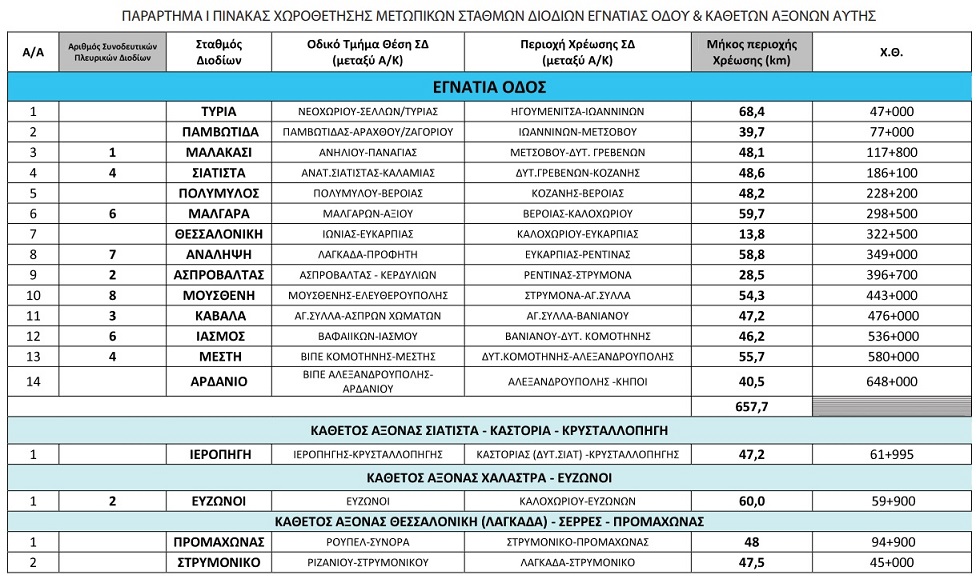 ΠΑΡΑΡΤΗΜΑ Ι ΠΙΝΑΚΑΣ ΧΩΡΟΘΕΤΗΣΗΣ ΜΕΤΩΠΙΚΩΝ ΣΤΑΘΜΩΝ ΔΙΟΔΙΩΝ ΕΓΝΑΤΙΑΣ ΟΔΟΥ & ΚΑΘΕΤΩΝ ΑΞΟΝΩΝ ΑΥΤΗΣ
Α/Α Αριθμός Συνοδευτικών Πλευρικών Διοδίων Σταθμός Διοδίων Οδικό Τμήμα Θέση ΣΔ (μεταξύ Α/Κ) Περιοχή Χρέωσης ΣΔ (μεταξύ Α/Κ) Μήκος περιοχής Χρέωσης (km) Χ.Θ.
ΕΓΝΑΤΙΑ ΟΔΟΣ
1 ΤΥΡΙΑ ΝΕΟΧΩΡΙΟΥ-ΣΕΛΛΩΝ/ΤΥΡΙΑΣ ΗΓΟΥΜΕΝΙΤΣΑ-ΙΩΑΝΝΙΝΩΝ 68,4 47+000
2 ΠΑΜΒΩΤΙΔΑ ΠΑΜΒΩΤΙΔΑΣ-ΑΡΑΧΘΟΥ/ΖΑΓΟΡΙΟΥ ΙΩΑΝΝΙΝΩΝ-ΜΕΤΣΟΒΟΥ 39,7 77+000
3 1 ΜΑΛΑΚΑΣΙ ΑΝΗΛΙΟΥ-ΠΑΝΑΓΙΑΣ ΜΕΤΣΟΒΟΥ-ΔΥΤ. ΓΡΕΒΕΝΩΝ 48,1 117+800
4 4 ΣΙΑΤΙΣΤΑ ΑΝΑΤ.ΣΙΑΤΙΣΤΑΣ-ΚΑΛΑΜΙΑΣ ΔΥΤ.ΓΡΕΒΕΝΩΝ-ΚΟΖΑΝΗΣ 48,6 186+100
5 ΠΟΛΥΜΥΛΟΣ ΠΟΛΥΜΥΛΟΥ-ΒΕΡΟΙΑΣ ΚΟΖΑΝΗΣ-ΒΕΡΟΙΑΣ 48,2 228+200
6 6 ΜΑΛΓΑΡΑ ΜΑΛΓΑΡΩΝ-ΑΞΙΟΥ ΒΕΡΟΙΑΣ-ΚΑΛΟΧΩΡΙΟΥ 59,7 298+500
7 ΘΕΣΣΑΛΟΝΙΚΗ ΙΩΝΙΑΣ-ΕΥΚΑΡΠΙΑΣ ΚΑΛΟΧΩΡΙΟΥ-ΕΥΚΑΡΠΙΑΣ 13,8 322+500
8 7 ΑΝΑΛΗΨΗ ΛΑΓΚΑΔΑ-ΠΡΟΦΗΤΗ ΕΥΚΑΡΠΙΑΣ-ΡΕΝΤΙΝΑΣ 58,8 349+000
9 2 ΑΣΠΡΟΒΑΛΤΑΣ ΑΣΠΡΟΒΑΛΤΑΣ - ΚΕΡΔΥΛΙΩΝ ΡΕΝΤΙΝΑΣ-ΣΤΡΥΜΟΝΑ 28,5 396+700
10 8 ΜΟΥΣΘΕΝΗ ΜΟΥΣΘΕΝΗΣ-ΕΛΕΥΘΕΡΟΥΠΟΛΗΣ ΣΤΡΥΜΟΝΑ-ΑΓ.ΣΥΛΛΑ 54,3 443+000
11 3 ΚΑΒΑΛΑ ΑΓ.ΣΥΛΛΑ-ΑΣΠΡΩΝ ΧΩΜΑΤΩΝ ΑΓ.ΣΥΛΛΑ-ΒΑΝΙΑΝΟΥ 47,2 476+000
12 6 ΙΑΣΜΟΣ ΒΑΦΑΙΙΚΩΝ-ΙΑΣΜΟΥ ΒΑΝΙΑΝΟΥ-ΔΥΤ. ΚΟΜΟΤΗΝΗΣ 46,2 536+000
13 4 ΜΕΣΤΗ ΒΙΠΕ ΚΟΜΟΤΗΝΗΣ-ΜΕΣΤΗΣ ΔΥΤ.ΚΟΜΟΤΗΝΗΣ-ΑΛΕΞΑΝΔΡΟΥΠΟΛΗΣ 55,7 580+000
14 ΑΡΔΑΝΙΟ ΒΙΠΕ ΑΛΕΞΑΝΔΡΟΥΠΟΛΗΣ-ΑΡΔΑΝΙΟΥ ΑΛΕΞΑΝΔΡΟΥΠΟΛΗΣ -ΚΗΠΟΙ 40,5 648+000
657,7
ΚΑΘΕΤΟΣ ΑΞΟΝΑΣ ΣΙΑΤΙΣΤΑ - ΚΑΣΤΟΡΙΑ - ΚΡΥΣΤΑΛΛΟΠΗΓΗ
1 ΙΕΡΟΠΗΓΗ ΙΕΡΟΠΗΓΗΣ-ΚΡΥΣΤΑΛΛΟΠΗΓΗΣ ΚΑΣΤΟΡΙΑΣ (ΔΥΤ.ΣΙΑΤ) -ΚΡΥΣΤΑΛΛΟΠΗΓΗΣ 47,2 61+995
ΚΑΘΕΤΟΣ ΑΞΟΝΑΣ ΧΑΛΑΣΤΡΑ - ΕΥΖΩΝΟΙ
1 2 ΕΥΖΩΝΟΙ ΕΥΖΩΝΟΙ ΚΑΛΟΧΩΡΙΟΥ-ΕΥΖΩΝΩΝ 60,0 59+900
ΚΑΘΕΤΟΣ ΑΞΟΝΑΣ ΘΕΣΣΑΛΟΝΙΚΗ (ΛΑΓΚΑΔΑ) - ΣΕΡΡΕΣ - ΠΡΟΜΑΧΩΝΑΣ
1 ΠΡΟΜΑΧΩΝΑΣ ΡΟΥΠΕΛ-ΣΥΝΟΡΑ ΣΤΡΥΜΟΝΙΚΟ-ΠΡΟΜΑΧΩΝΑΣ 48 94+900
2 ΣΤΡΥΜΟΝΙΚΟ ΡΙΖΑΝΙΟΥ-ΣΤΡΥΜΟΝΙΚΟΥ ΛΑΓΚΑΔΑ-ΣΤΡΥΜΟΝΙΚΟ 47,5 45+000